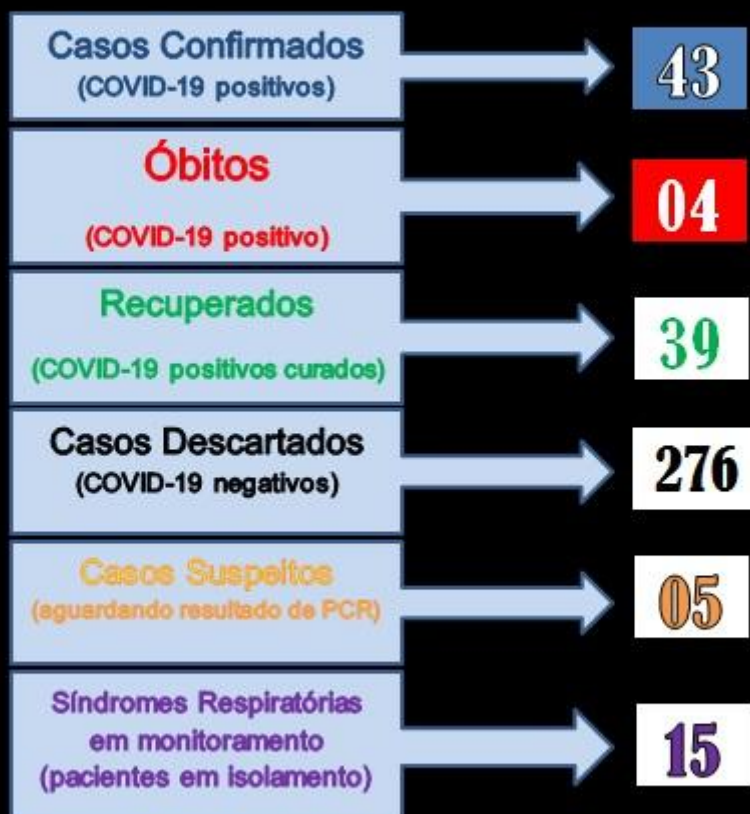 Casos Confirmados
(COVID-19 positivos)
43
Óbitos
(COVID-19 positivo)
04
Recuperados
(COVID-19 positivos curados)
39
Casos Descartados
(COVID-19 negativos)
276
Casos Suspeitos
(aguardando resultado de PCR)
05
Síndromes Respiratórias
em monitoramento
(pacientes em isolamento)
15